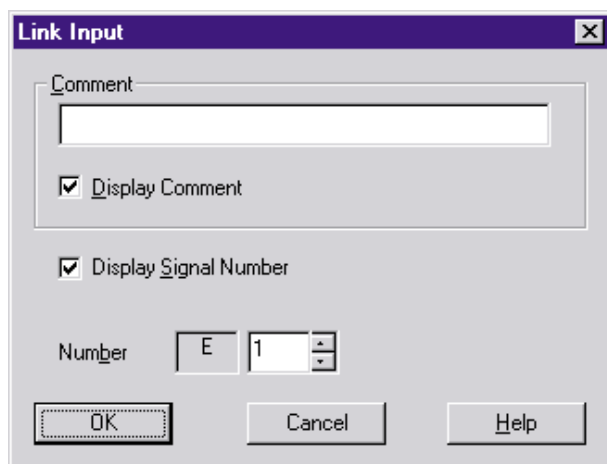 Link Input
Comment
Display Comment
Display Signal Number
Number E 1
OK Cancel Help